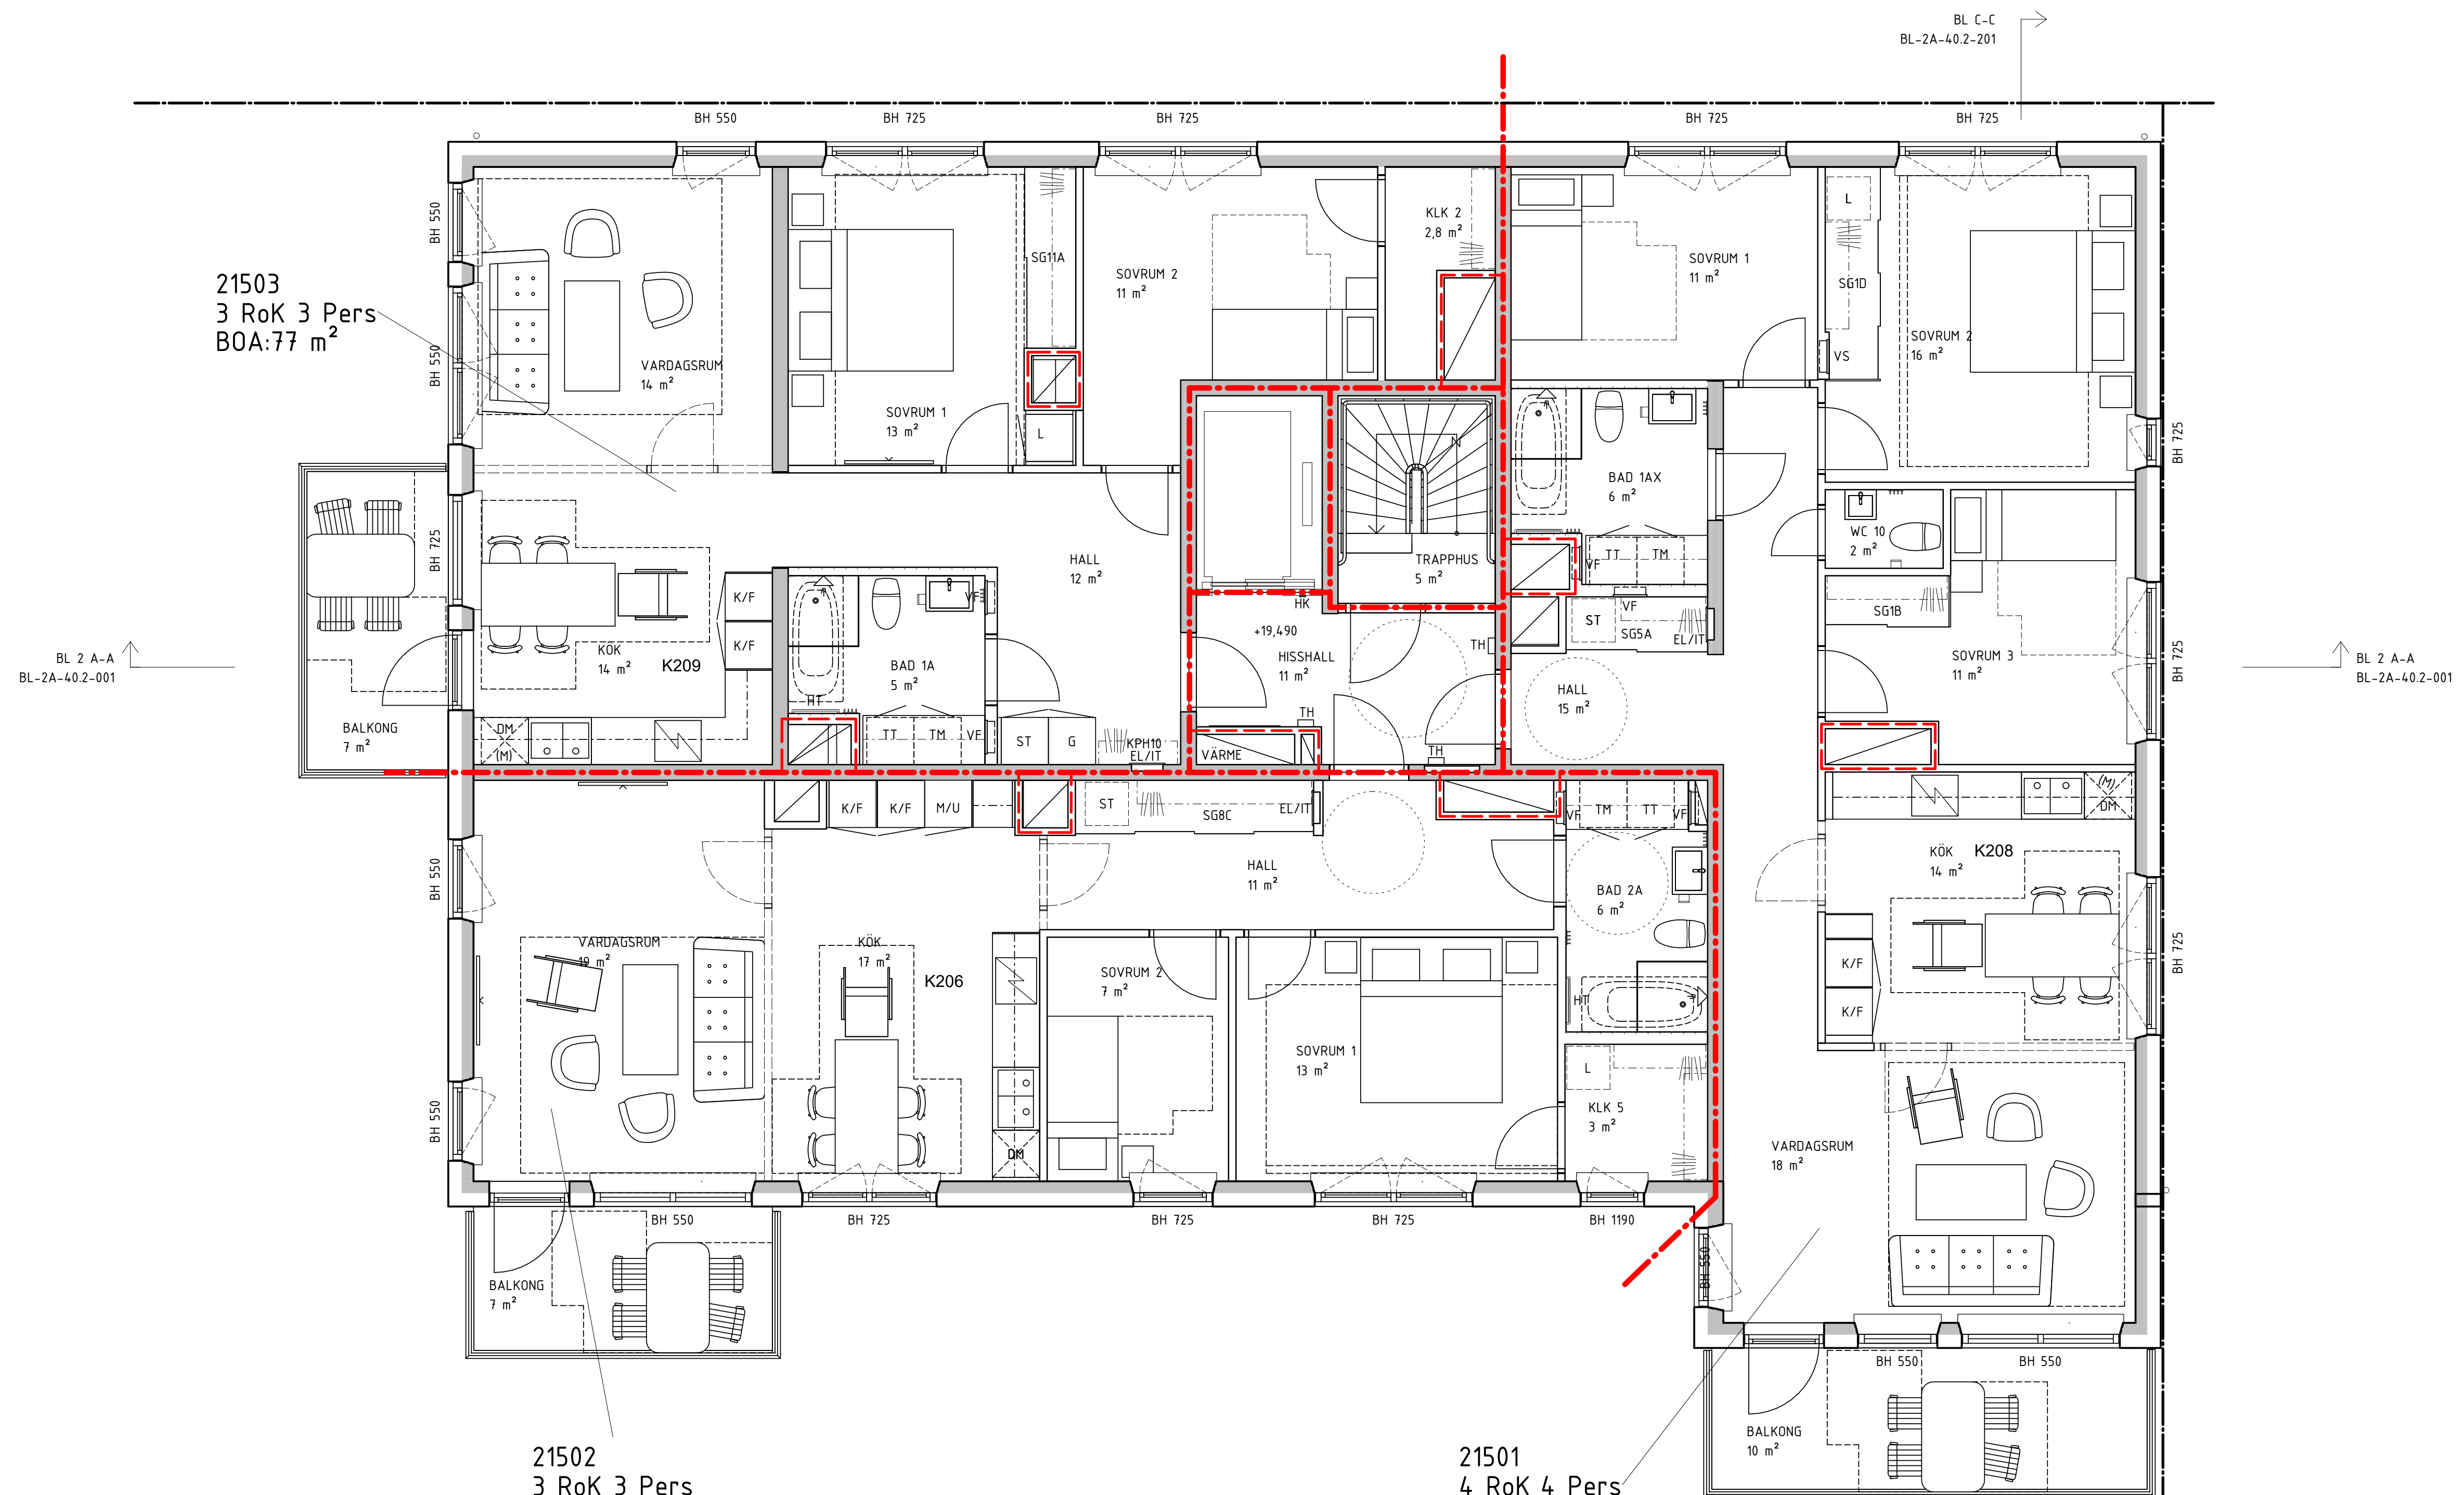 BL C-C
BL-2A-40.2-201
BH 550
BH 725
BH 725
BH 725
BH 725
21503
3 RoK 3 Pers
BOA:77 m²
BH 550
BH 550
BH 725
VARDAGSRUM
14 m²
SOVRUM 1
13 m²
SG11A
L
SOVRUM 2
11 m²
KLK 2
2,8 m²
SOVRUM 1
11 m²
L
SG1D
VS
SOVRUM 2
16 m²
BH 725
BAD 1AX
6 m²
VF
TT
TM
WC 10
2 m²
SG1B
SOVRUM 3
11 m²
BH 725
TRAPPHUS
5 m²
HALL
12 m²
HK
+19,490
HISSHALL
11 m²
TH
TH
TH
VÄRME
ST
VF
SG5A
EL/IT
HALL
15 m²
BL 2 A-A
BL-2A-40.2-001
BL 2 A-A
BL-2A-40.2-001
BALKONG
7 m²
KÖK
14 m²
K209
K/F
K/F
DM
(M)
BAD 1A
5 m²
VF
HT
TT
TM
VF
ST
G
KPH10
EL/IT
K/F
K/F
M/U
ST
SG8C
EL/IT
HALL
11 m²
VF
TM
TT
VF
BAD 2A
6 m²
HT
(M)
DM
KÖK
14 m²
K208
K/F
K/F
BH 725
BH 550
BH 550
VARDAGSRUM
19 m²
KÖK
17 m²
K206
DM
SOVRUM 2
7 m²
SOVRUM 1
13 m²
L
KLK 5
3 m²
VARDAGSRUM
18 m²
BH 550
BH 725
BH 725
BH 725
BH 1190
BH 550
BALKONG
7 m²
BH 550
BH 550
BALKONG
10 m²
21502
3 RoK 3 Pers
21501
4 RoK 4 Pers